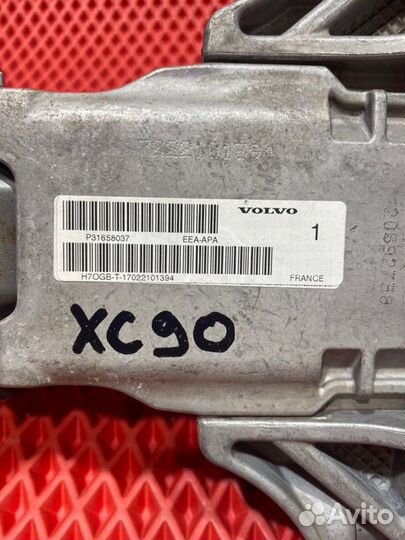 VOLVO
1
P31658037 EEA-APA
H7OGB-T-17022101394
FRANCE
XC90
Avito